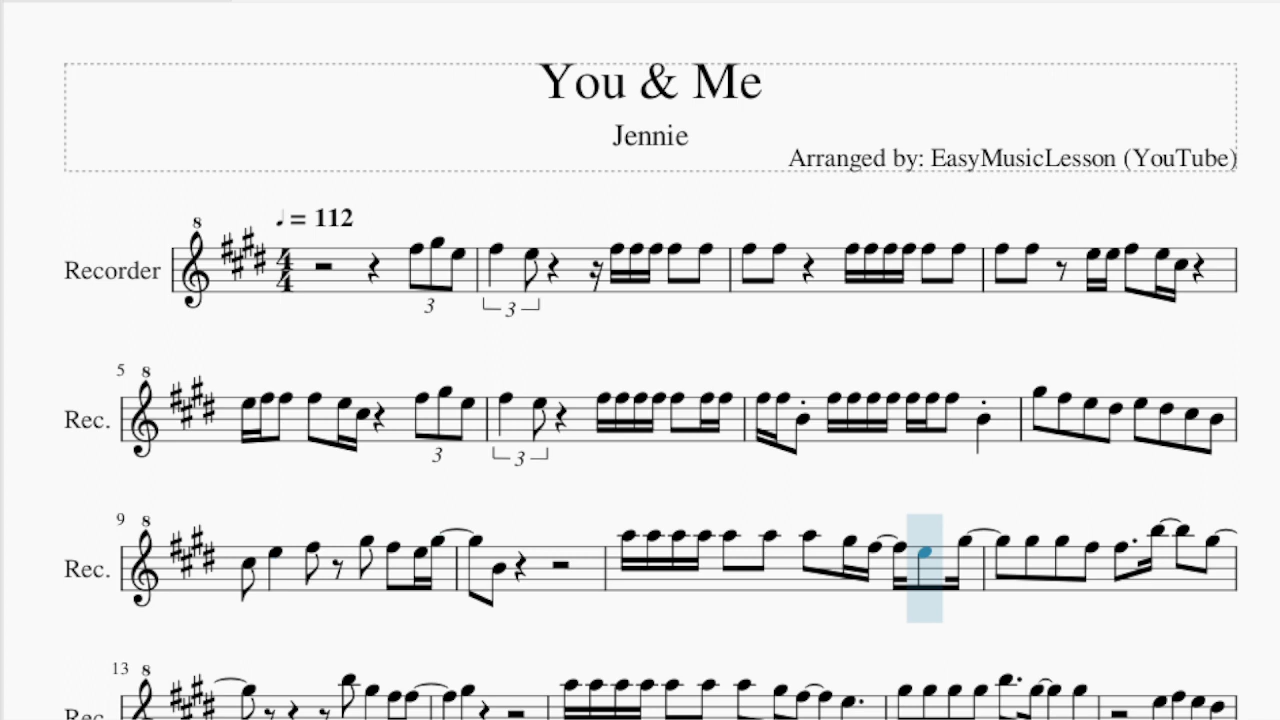 You & Me
Jennie
Arranged by: EasyMusicLesson (YouTube)
♩ = 112
8
Recorder
4
4
3
3
5
8
Rec.
3
3
9
8
Rec.
13
8
Rec.